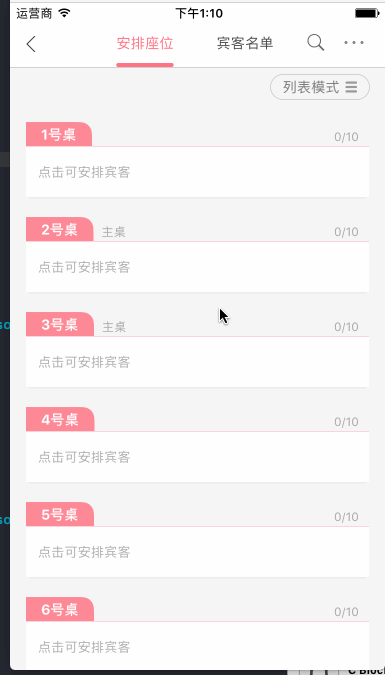 运营商 下午1:10
安排座位 宾客名单
列表模式
1号桌 0/10
点击可安排宾客
2号桌 主桌 0/10
点击可安排宾客
3号桌 主桌 0/10
点击可安排宾客
4号桌 0/10
点击可安排宾客
5号桌 0/10
点击可安排宾客
6号桌 0/10
点击可安排宾客